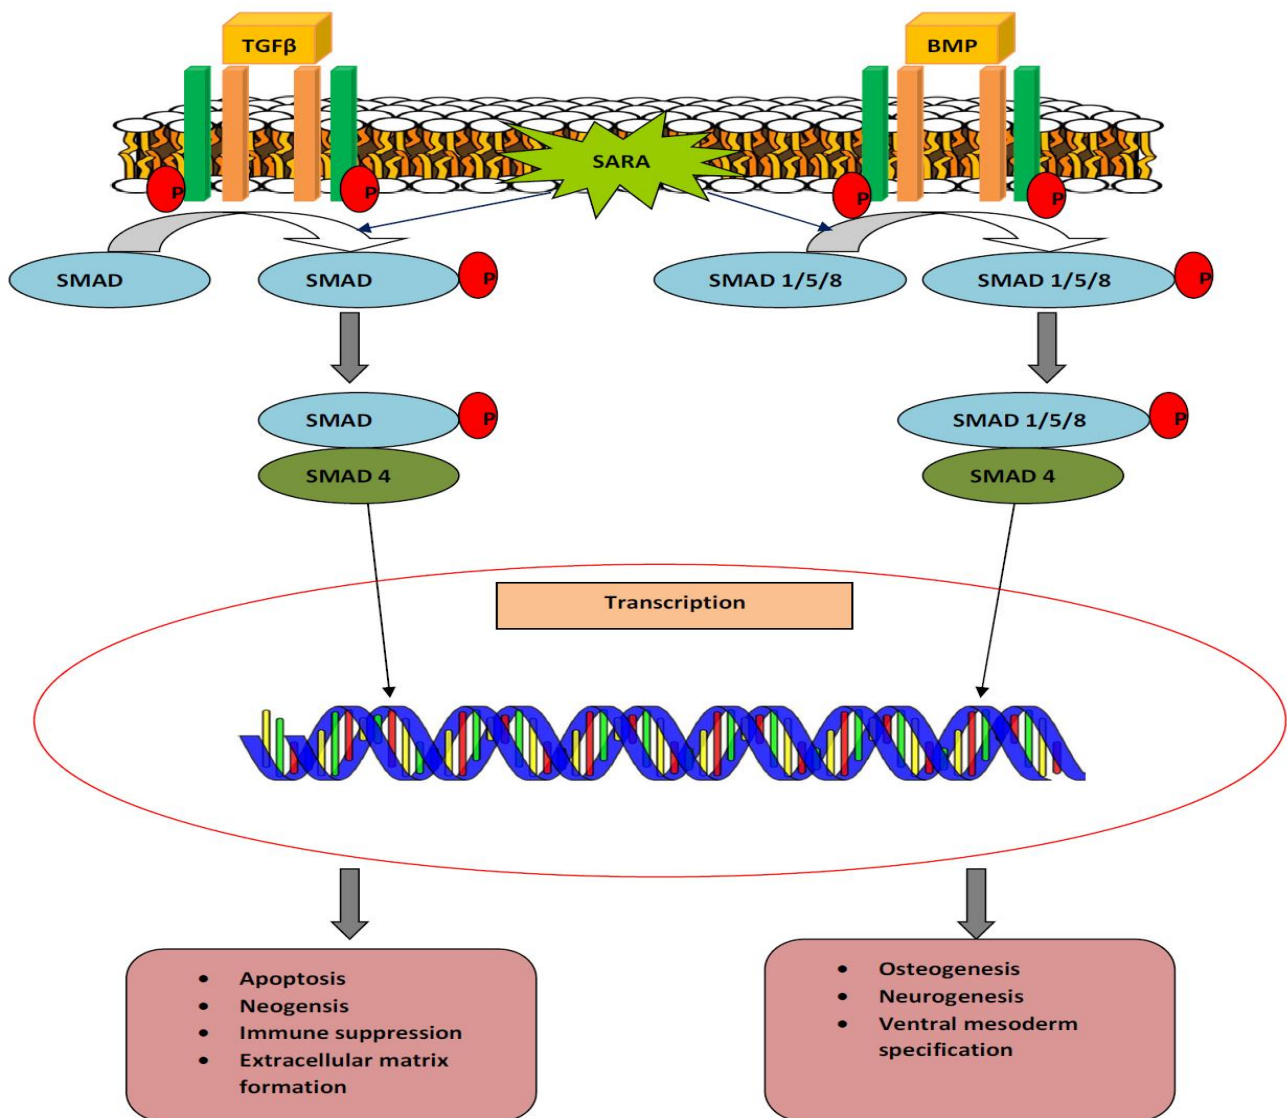 TGFβ
BMP
SARA
P
P
P
P
SMAD
SMAD
P
SMAD 1/5/8
SMAD 1/5/8
P
SMAD
P
SMAD 1/5/8
P
SMAD 4
SMAD 4
Transcription
• Apoptosis
• Neogensis
• Immune suppression
• Extracellular matrix
formation
• Osteogenesis
• Neurogenesis
• Ventral mesoderm
specification